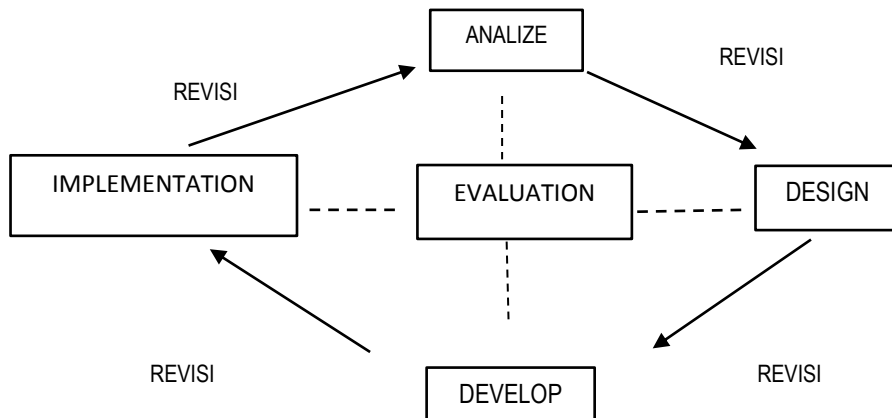 ANALIZE
REVISI
REVISI
IMPLEMENTATION
EVALUATION
DESIGN
REVISI
DEVELOP
REVISI